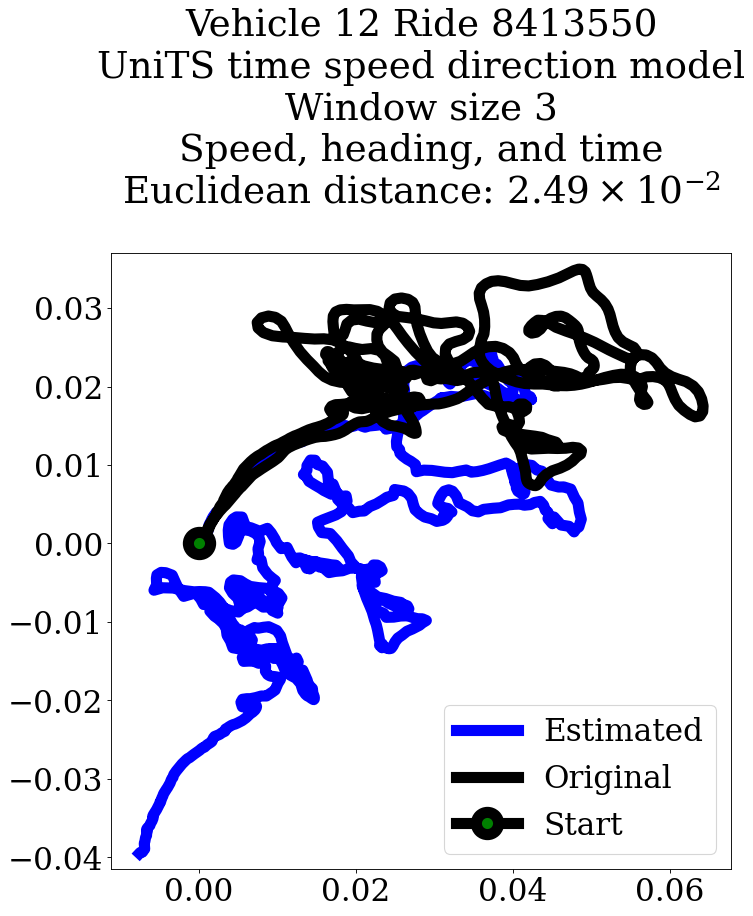 Vehicle 12 Ride 8413550
UniTS time speed direction model
Window size 3
Speed, heading, and time
Euclidean distance: 2.49 × 10⁻²
0.03
0.02
0.01
0.00
−0.01
−0.02
−0.03
−0.04
Estimated
Original
Start
0.00 0.02 0.04 0.06